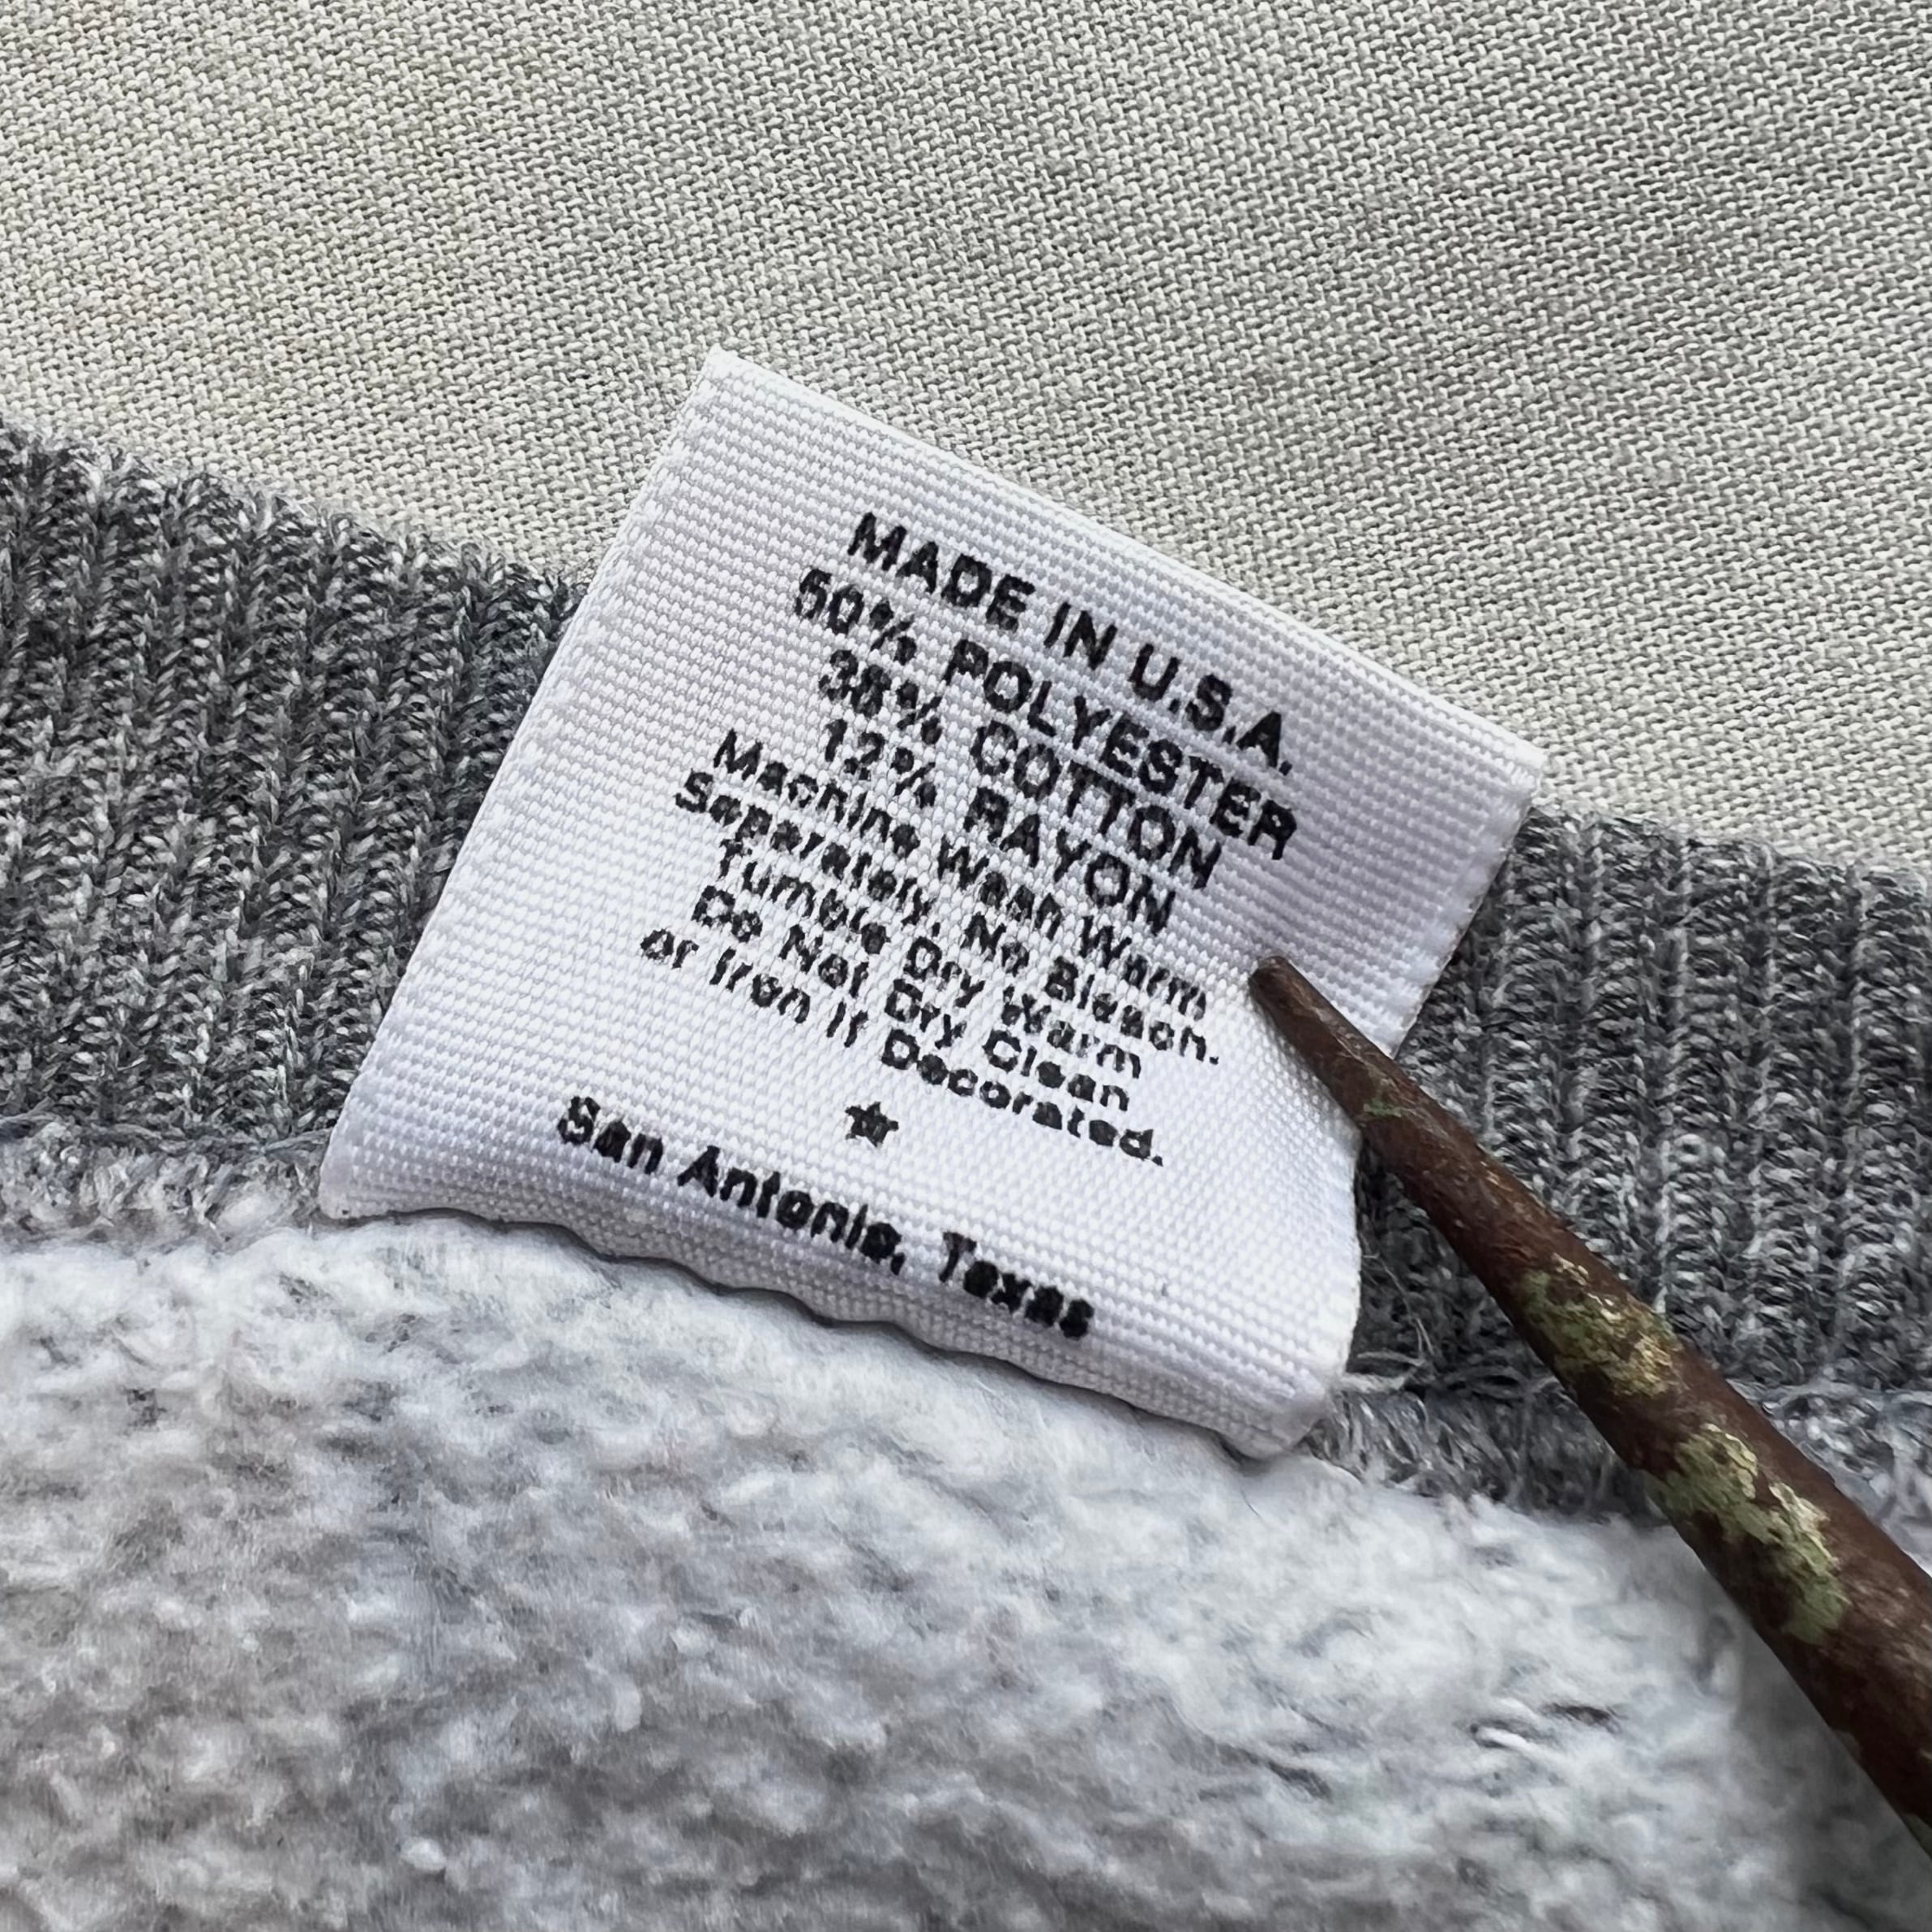 MADE IN U.S.A.
50% POLYESTER
38% COTTON
12% RAYON
Machine Wash Warm
Seperately. No Bleach.
Tumble Dry Warm
Do Not Dry Clean
or Iron if Decorated.
San Antonio, Texas